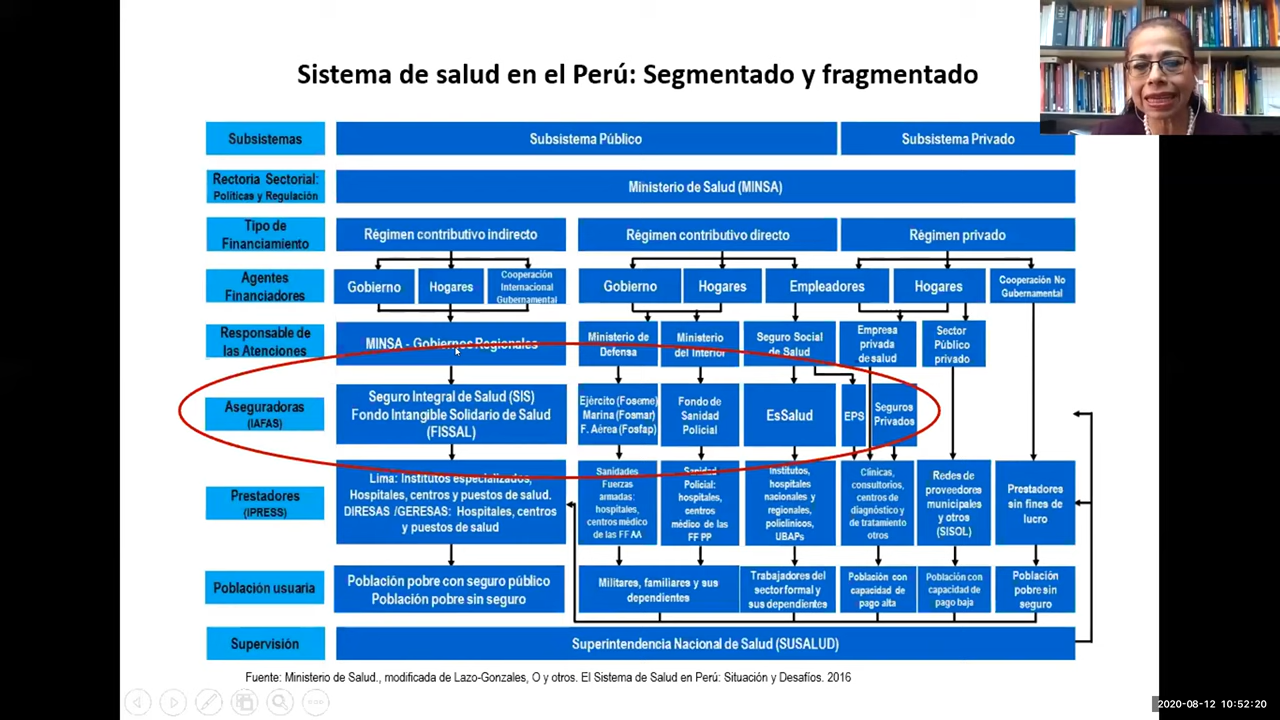 Sistema de salud en el Perú: Segmentado y fragmentado
Subsistemas
Subsistema Público
Subsistema Privado
Rectoria Sectorial:
Políticas y Regulación
Ministerio de Salud (MINSA)
Tipo de
Financiamiento
Régimen contributivo indirecto
Régimen contributivo directo
Régimen privado
Agentes
Financiadores
Gobierno
Hogares
Cooperación
Internacional
Gubernamental
Gobierno
Hogares
Empleadores
Hogares
Cooperación No
Gubernamental
Responsable de
las Atenciones
MINSA - Gobiernos Regionales
Ministerio de
Defensa
Ministerio
del Interior
Seguro Social
de Salud
Empresa
privada
de salud
Sector
Público
privado
Aseguradoras
(IAFAS)
Seguro Integral de Salud (SIS)
Fondo Intangible Solidario de Salud
(FISSAL)
Ejército (Foseme)
Marina (Fosmar)
F. Aérea (Fosfap)
Fondo de
Sanidad
Policial
EsSalud
EPS
Seguros
Privados
Prestadores
(IPRESS)
Lima: Institutos especializados,
Hospitales, centros y puestos de salud.
DIRESAS /GERESAS: Hospitales, centros
y puestos de salud
Sanidades
Fuerzas
armadas:
hospitales,
centros médico
de las FF AA
Sanidad
Policial:
hospitales,
centros
médico de las
FF PP
Institutos,
hospitales
nacionales y
regionales,
policlínicos,
UBAPs
Clínicas,
consultorios,
centros de
diagnóstico y
de tratamiento
otros
Redes de
proveedores
municipales
y otros
(SISOL)
Prestadores
sin fines de
lucro
Población usuaria
Población pobre con seguro público
Población pobre sin seguro
Militares, familiares y sus
dependientes
Trabajadores del
sector formal y
sus dependientes
Población con
capacidad de
pago alta
Población con
capacidad de
pago baja
Población
pobre sin
seguro
Supervisión
Superintendencia Nacional de Salud (SUSALUD)
Fuente: Ministerio de Salud., modificada de Lazo-Gonzales, O y otros. El Sistema de Salud en Perú: Situación y Desafíos. 2016
2020-08-12 10:52:20